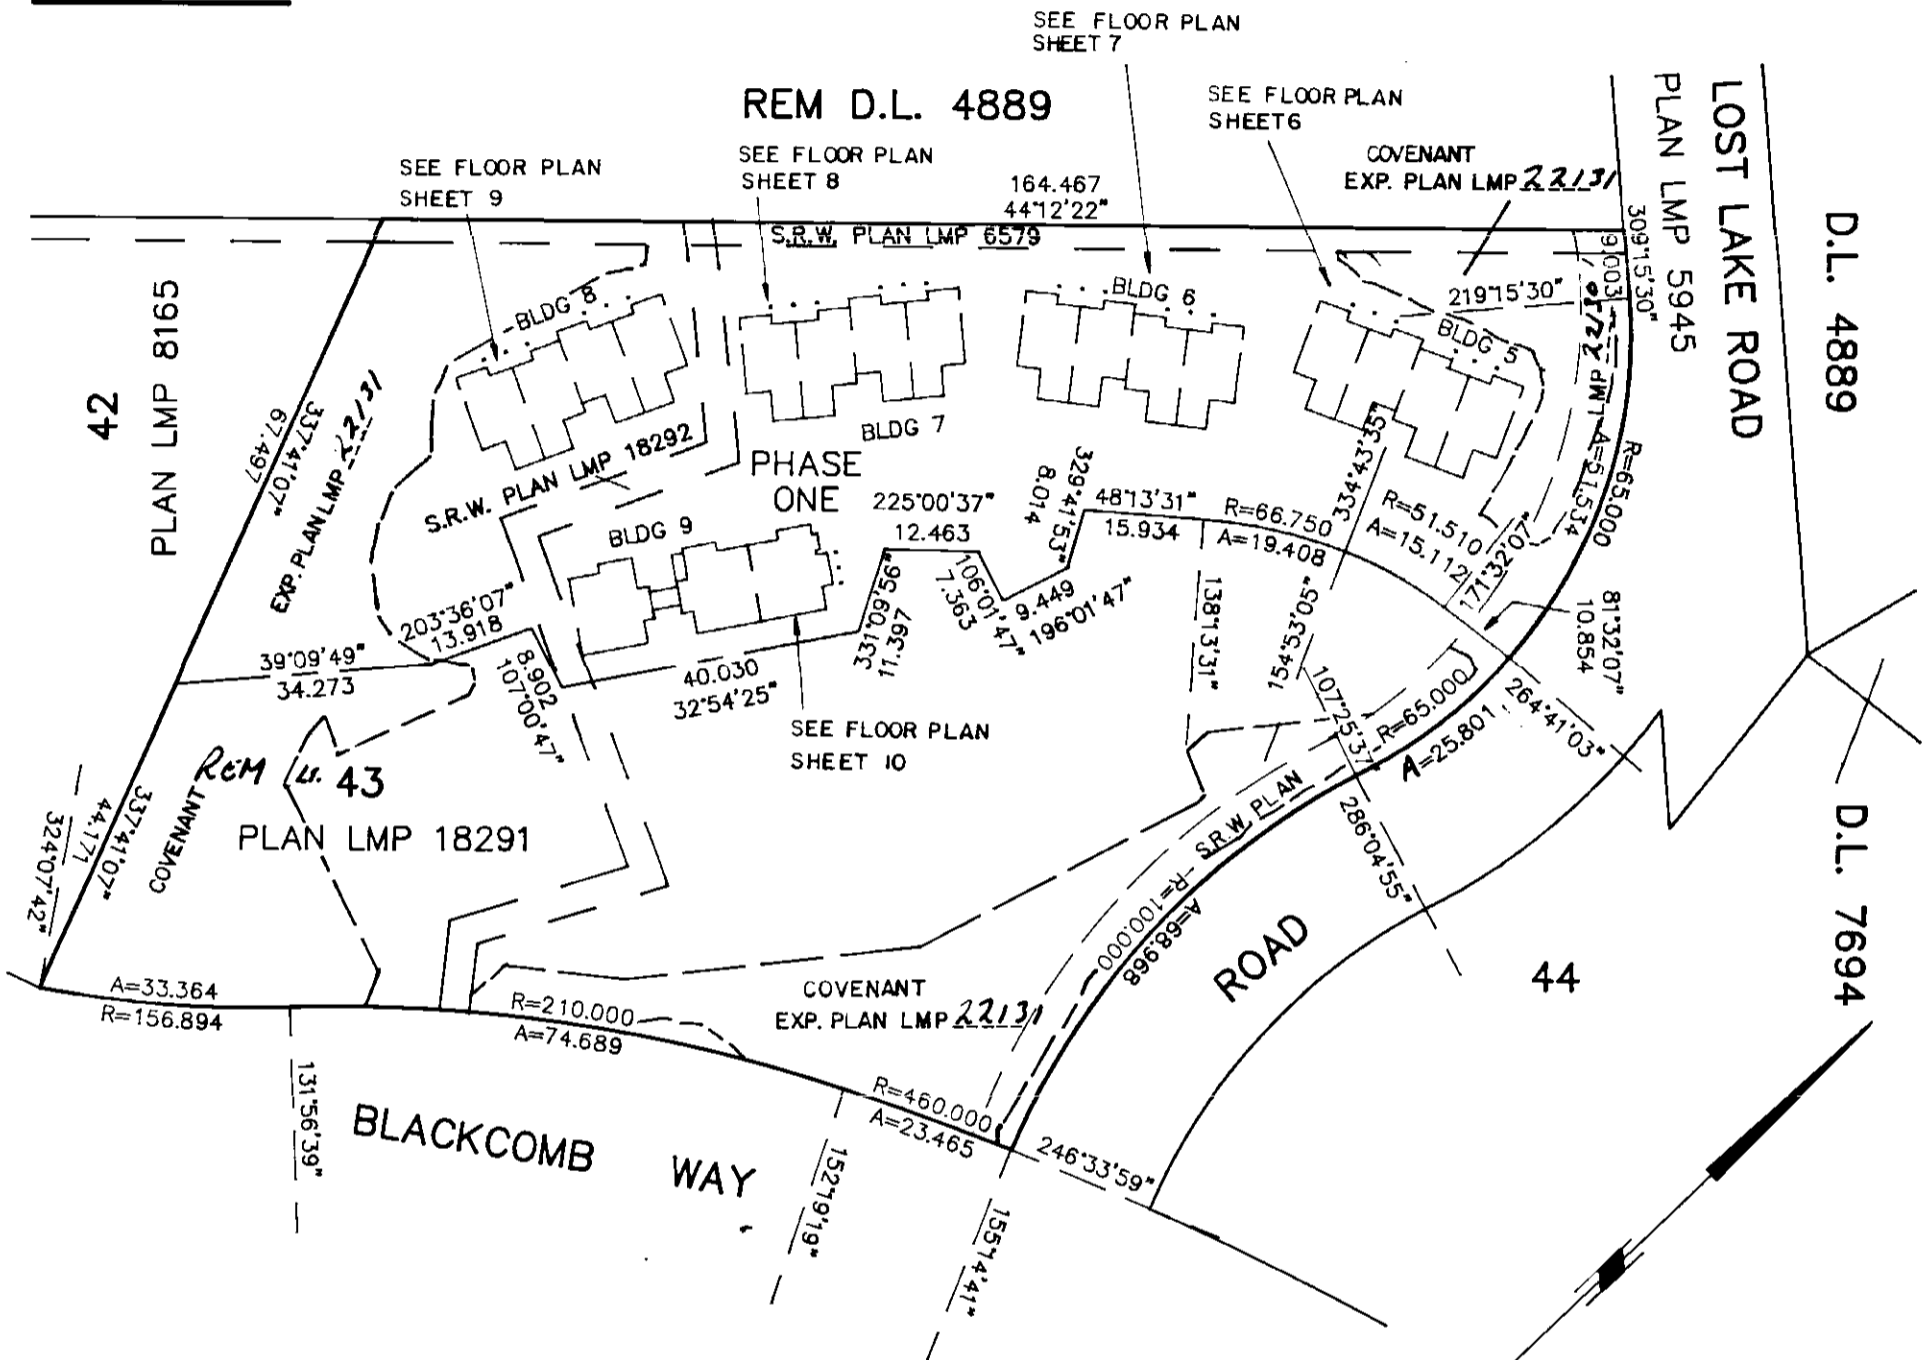 SEE FLOOR PLAN
SHEET 7
REM D.L. 4889
SEE FLOOR PLAN
SHEET 6
SEE FLOOR PLAN
SHEET 9
SEE FLOOR PLAN
SHEET 8
COVENANT
EXP. PLAN LMP 22131
164.467
44°12'22"
S.R.W. PLAN LMP 6579
LOST LAKE ROAD
PLAN LMP 5945
D.L. 4889
309°15'30"
9.003
219°15'30"
BLDG 8
BLDG 6
BLDG 5
BLDG 7
42
PLAN LMP 8165
337°41'07"
67.497
EXP. PLAN LMP 22131
S.R.W. PLAN LMP 18292
PHASE
ONE
BLDG 9
225°00'37"
12.463
329°41'53"
8.014
48°13'31"
15.934
R=66.750
A=19.408
334°43'35"
R=51.510
A=15.112
171°32'07"
LMP
A=51.534
R=65.000
203°36'07"
13.918
39°09'49"
34.273
8.902
107°00'47"
40.030
32°54'25"
331°09'56"
11.397
106°01'47"
7.363
9.449
196°01'47"
138°13'31"
154°53'05"
107°25'37"
81°32'07"
10.854
264°41'03"
R=65.000
A=25.801
SEE FLOOR PLAN
SHEET 10
REM 43
PLAN LMP 18291
COVENANT
337°41'07"
44.171
324°07'42"
S.R.W. PLAN
R=100.000
A=68.968
286°04'55"
ROAD
44
D.L. 7694
A=33.364
R=156.894
R=210.000
A=74.689
COVENANT
EXP. PLAN LMP 22131
R=460.000
A=23.465
246°33'59"
131°56'39"
BLACKCOMB WAY
152°19'19"
155°14'41"